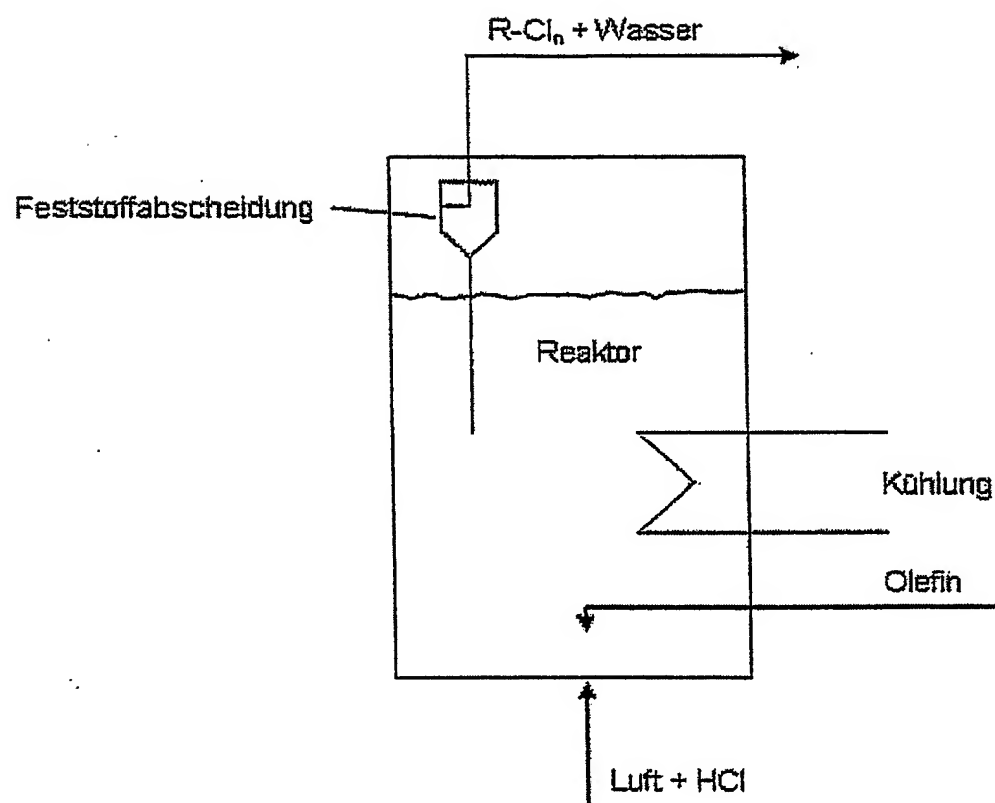 R-Clₙ + Wasser
Feststoffabscheidung
Reaktor
Kühlung
Olefin
Luft + HCl